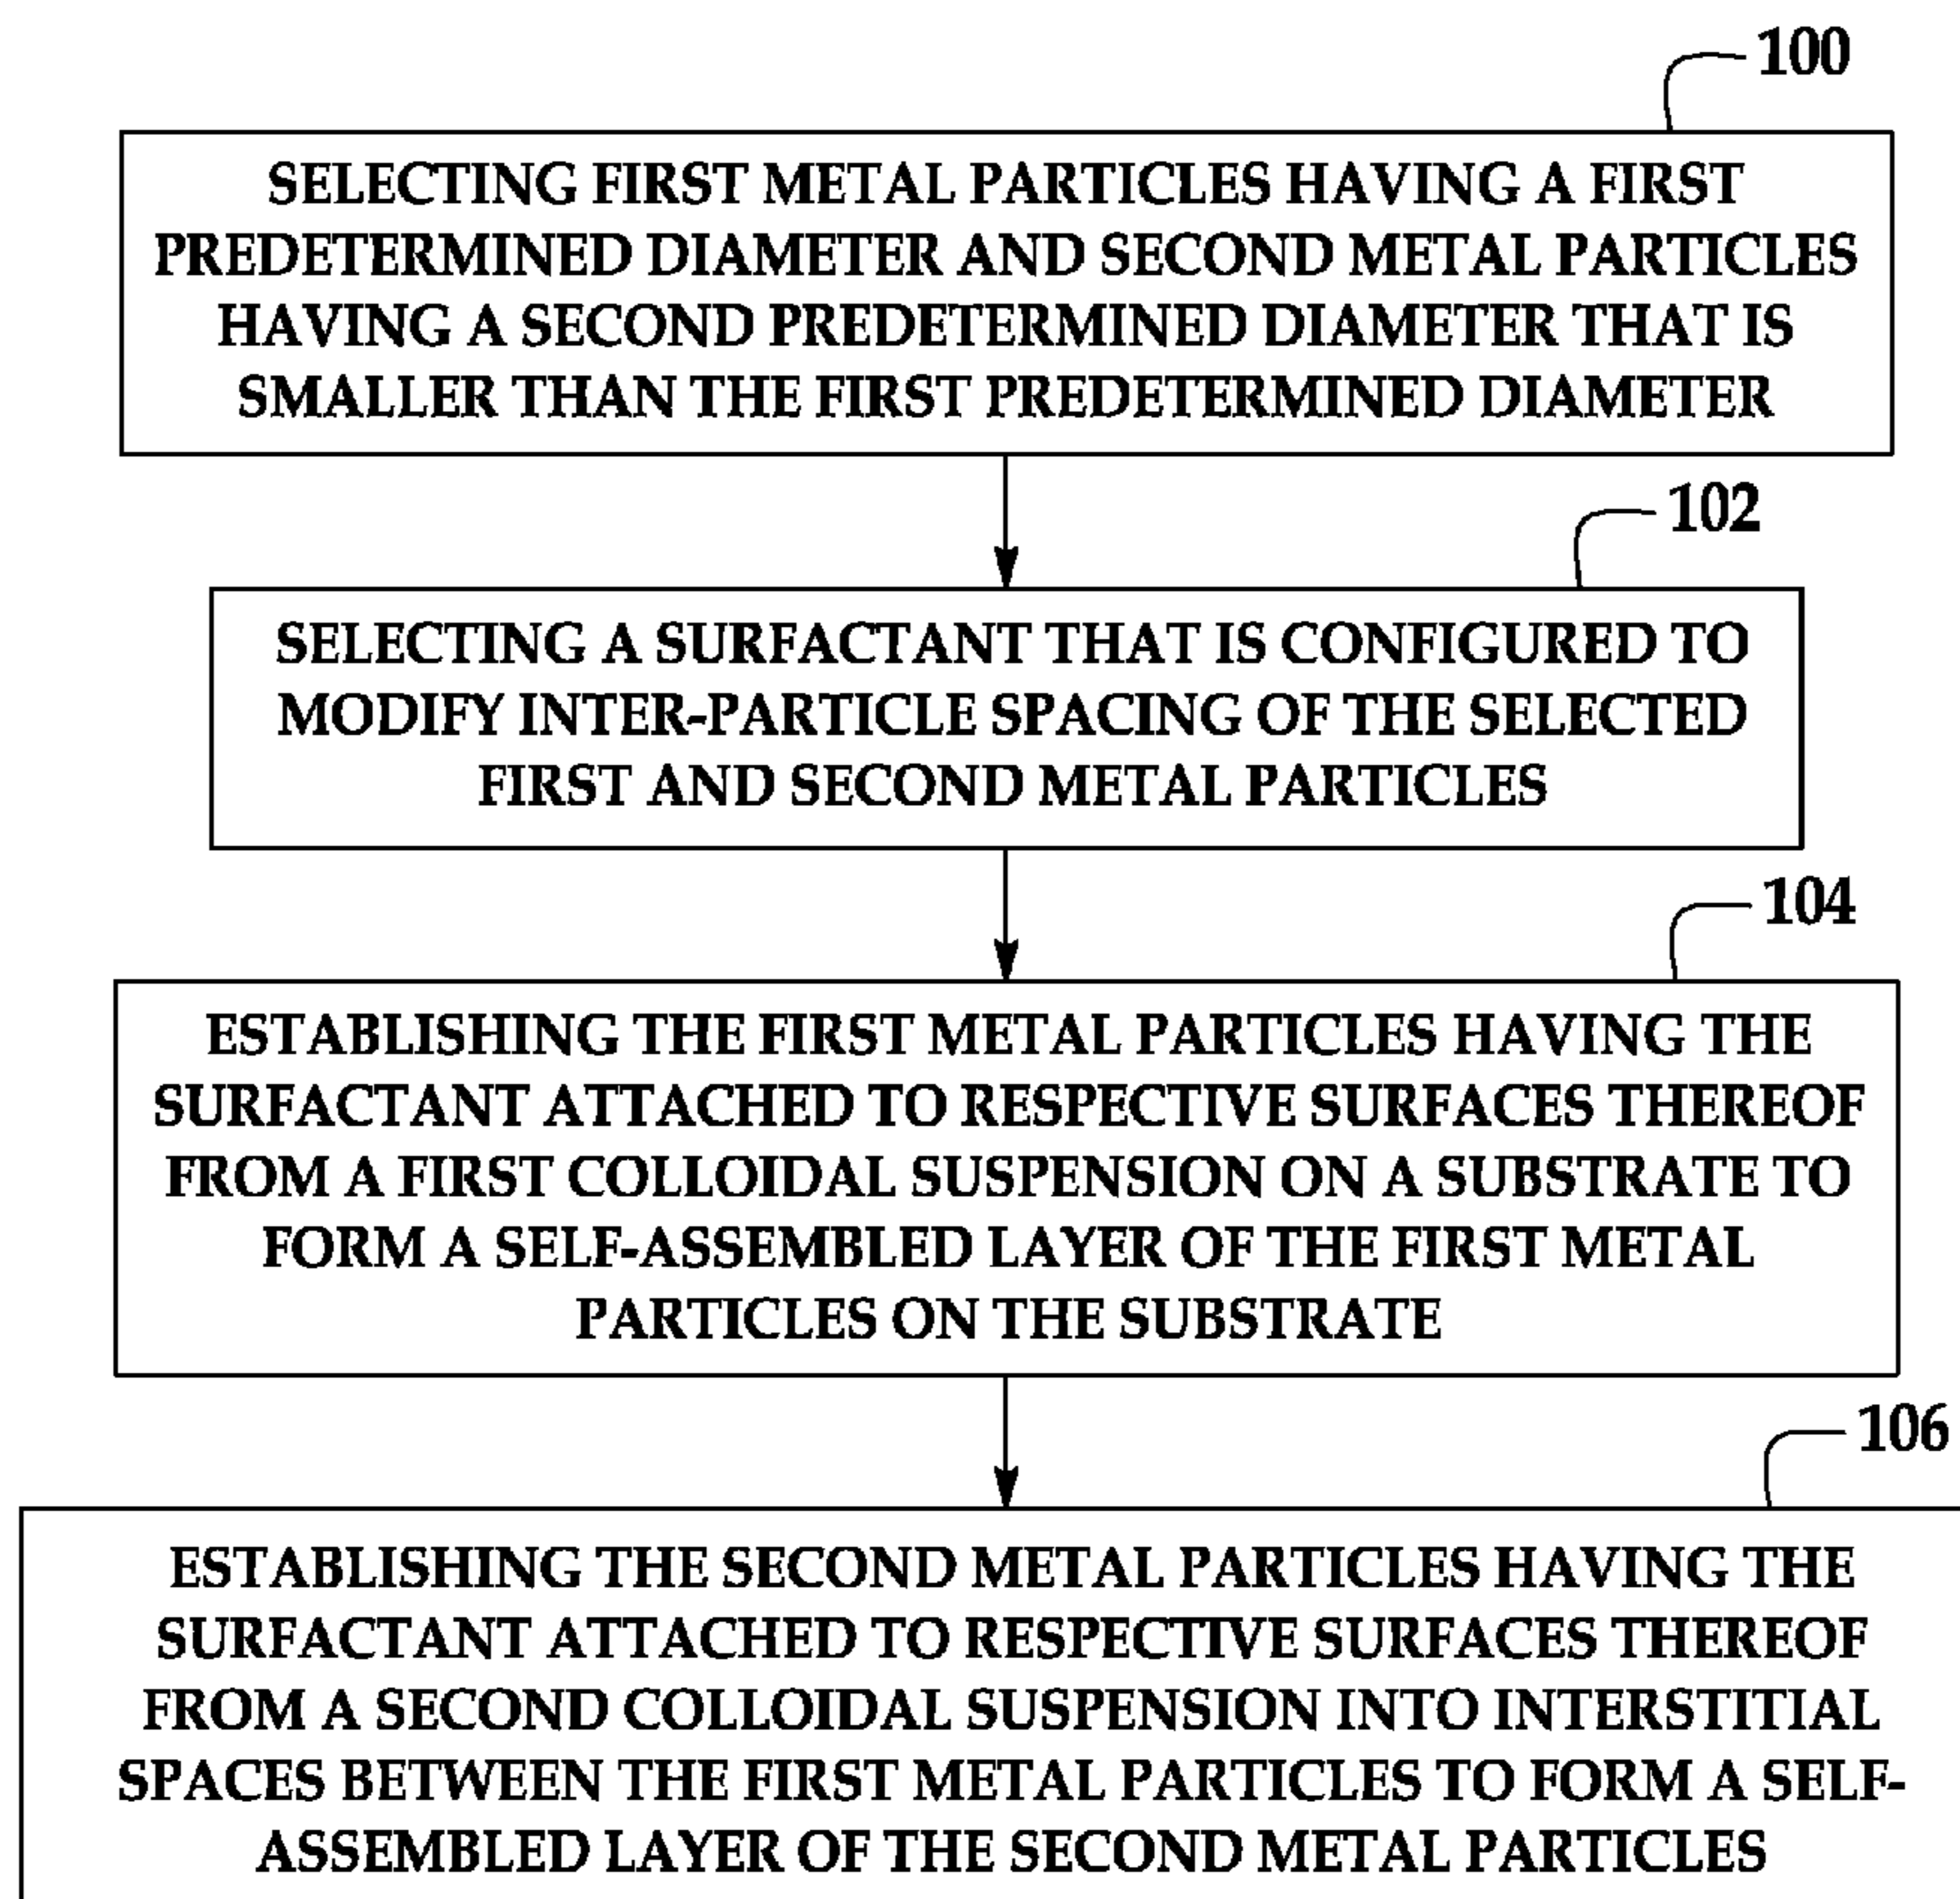 100
SELECTING FIRST METAL PARTICLES HAVING A FIRST
PREDETERMINED DIAMETER AND SECOND METAL PARTICLES
HAVING A SECOND PREDETERMINED DIAMETER THAT IS
SMALLER THAN THE FIRST PREDETERMINED DIAMETER
102
SELECTING A SURFACTANT THAT IS CONFIGURED TO
MODIFY INTER-PARTICLE SPACING OF THE SELECTED
FIRST AND SECOND METAL PARTICLES
104
ESTABLISHING THE FIRST METAL PARTICLES HAVING THE
SURFACTANT ATTACHED TO RESPECTIVE SURFACES THEREOF
FROM A FIRST COLLOIDAL SUSPENSION ON A SUBSTRATE TO
FORM A SELF-ASSEMBLED LAYER OF THE FIRST METAL
PARTICLES ON THE SUBSTRATE
106
ESTABLISHING THE SECOND METAL PARTICLES HAVING THE
SURFACTANT ATTACHED TO RESPECTIVE SURFACES THEREOF
FROM A SECOND COLLOIDAL SUSPENSION INTO INTERSTITIAL
SPACES BETWEEN THE FIRST METAL PARTICLES TO FORM A SELF-
ASSEMBLED LAYER OF THE SECOND METAL PARTICLES